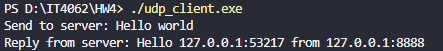 PS D:\IT4062\HW4> ./udp_client.exe
Send to server: Hello world
Reply from server: Hello 127.0.0.1:53217 from 127.0.0.1:8888